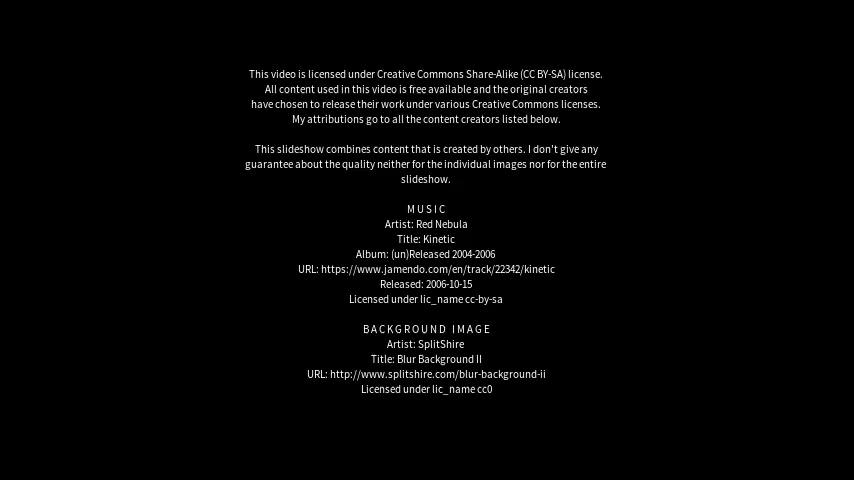 This video is licensed under Creative Commons Share-Alike (CC BY-SA) license.
All content used in this video is free available and the original creators
have chosen to release their work under various Creative Commons licenses.
My attributions go to all the content creators listed below.
This slideshow combines content that is created by others. I don't give any
guarantee about the quality neither for the individual images nor for the entire
slideshow.
MUSIC
Artist: Red Nebula
Title: Kinetic
Album: (un)Released 2004-2006
URL: https://www.jamendo.com/en/track/22342/kinetic
Released: 2006-10-15
Licensed under lic_name cc-by-sa
BACKGROUND IMAGE
Artist: SplitShire
Title: Blur Background II
URL: http://www.splitshire.com/blur-background-ii
Licensed under lic_name cc0